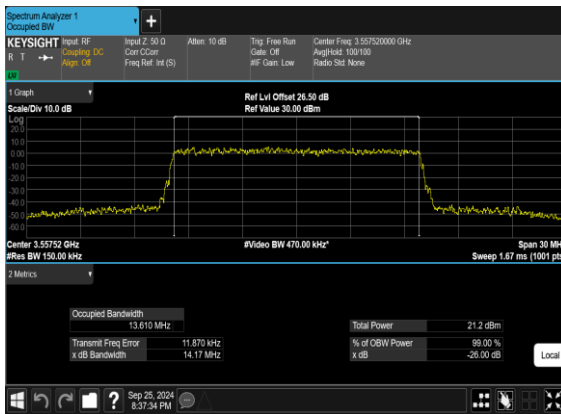 Spectrum Analyzer 1
Occupied BW
KEYSIGHT
R T
Input: RF
Coupling: DC
Align: Off
Input Z: 50 Ω
Corr CCorr
Freq Ref: Int (S)
Atten: 10 dB
Trig: Free Run
Gate: Off
#IF Gain: Low
Center Freq: 3.557520000 GHz
Avg|Hold: 100/100
Radio Std: None
1 Graph
Scale/Div 10.0 dB
Ref Lvl Offset 26.50 dB
Ref Value 30.00 dBm
Log
20.0
10.0
0.00
-10.0
-20.0
-30.0
-40.0
-50.0
-60.0
Center 3.55752 GHz
#Res BW 150.00 kHz
#Video BW 470.00 kHz*
Span 30 MH
Sweep 1.67 ms (1001 pts
2 Metrics
Occupied Bandwidth
13.610 MHz
Total Power 21.2 dBm
Transmit Freq Error 11.870 kHz
% of OBW Power 99.00 %
x dB Bandwidth 14.17 MHz
x dB -26.00 dB
Local
?
Sep 25, 2024
8:37:34 PM